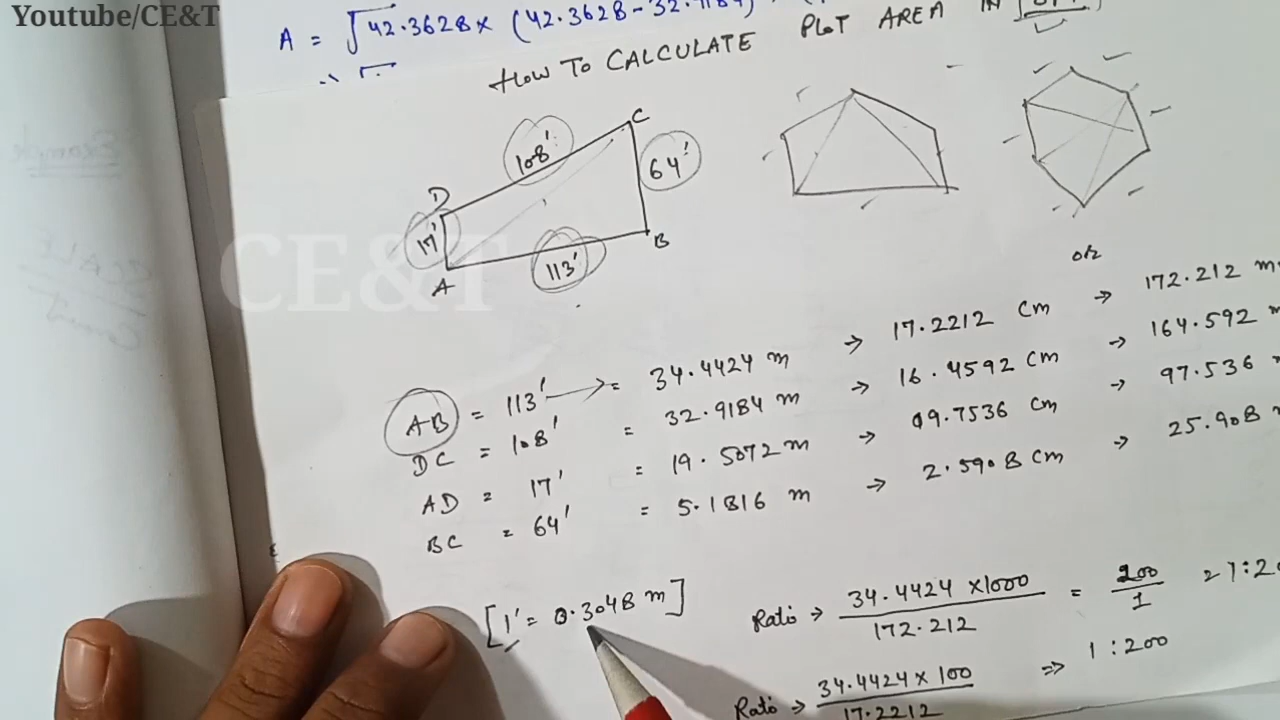 Youtube/CE&T
A = √42.3628 × (42.3628 -
HOW TO CALCULATE PLOT AREA IN
108'
C
64'
D
17'
A
113'
B
CE&T
or
AB = 113' → = 34.4424 m → 17.2212 cm → 172.212 m
DC = 108' = 32.9184 m → 16.4592 cm → 164.592
AD = 17' = 19.5072 m → 09.7536 cm → 97.536
BC = 64' = 5.1816 m → 2.5908 cm → 25.908
[1' = 0.3048 m]
Ratio → 34.4424 ×1000 / 172.212 = 200 / 1 = 1:20
Ratio → 34.4424 × 100 / 17.2212 ⇒ 1:200